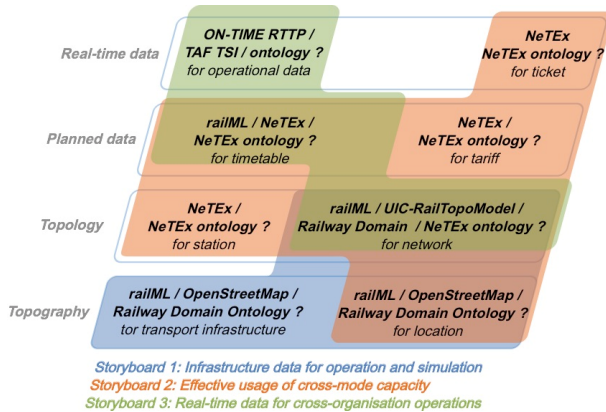 Real-time data
ON-TIME RTTP /
TAF TSI / ontology ?
for operational data
NeTEx
NeTEx ontology ?
for ticket
Planned data
railML / NeTEx /
NeTEx ontology ?
for timetable
NeTEx /
NeTEx ontology ?
for tariff
Topology
NeTEx /
NeTEx ontology ?
for station
railML / UIC-RailTopoModel /
Railway Domain / NeTEx ontology ?
for network
Topography
railML / OpenStreetMap /
Railway Domain Ontology ?
tor transport infrastructure
railML / OpenStreetMap /
Railway Domain Ontology ?
for location
Storyboard 1: Infrastructure data for operation and simulation
Storyboard 2: Effective usage of cross-mode capacity
Storyboard 3: Real-time data for cross-organisation operations